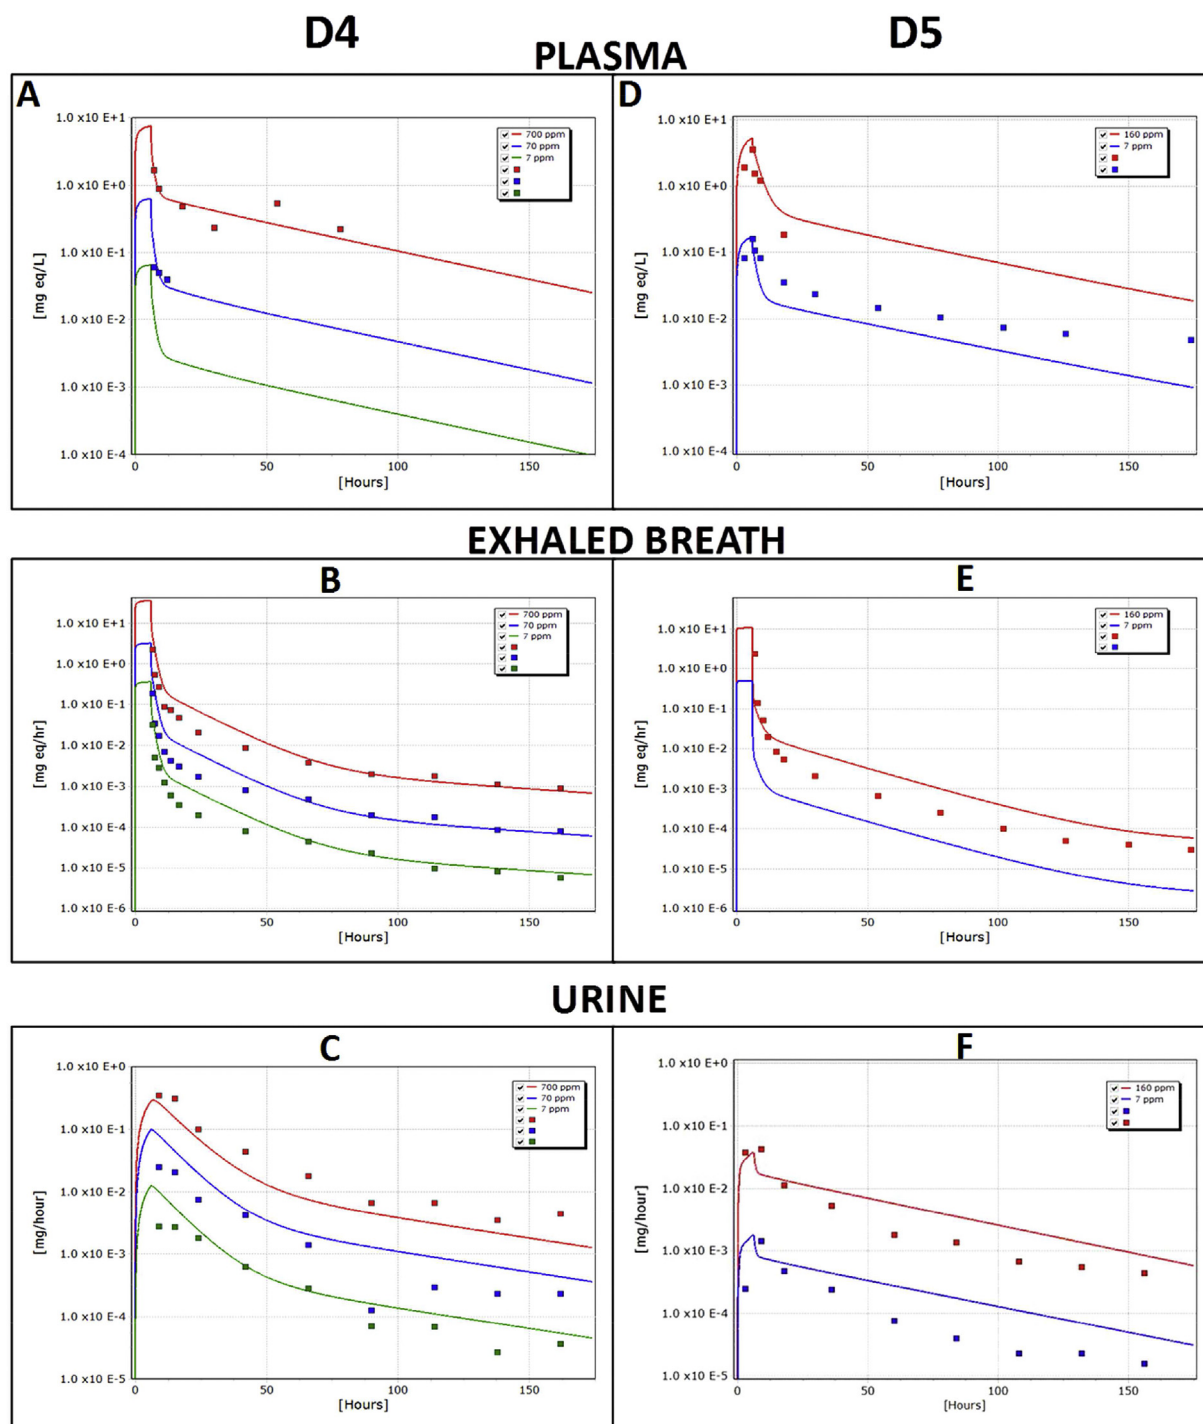 D4 D5
PLASMA
A
1.0 x10 E+1
1.0 x10 E+0
1.0 x10 E-1
1.0 x10 E-2
1.0 x10 E-3
1.0 x10 E-4
[mg eq/L]
0 50 100 150
[Hours]
700 ppm
70 ppm
7 ppm
D
1.0 x10 E+1
1.0 x10 E+0
1.0 x10 E-1
1.0 x10 E-2
1.0 x10 E-3
1.0 x10 E-4
[mg eq/L]
0 50 100 150
[Hours]
160 ppm
7 ppm
EXHALED BREATH
B
1.0 x10 E+1
1.0 x10 E+0
1.0 x10 E-1
1.0 x10 E-2
1.0 x10 E-3
1.0 x10 E-4
1.0 x10 E-5
1.0 x10 E-6
[mg eq/hr]
0 50 100 150
[Hours]
700 ppm
70 ppm
7 ppm
E
1.0 x10 E+1
1.0 x10 E+0
1.0 x10 E-1
1.0 x10 E-2
1.0 x10 E-3
1.0 x10 E-4
1.0 x10 E-5
1.0 x10 E-6
[mg eq/hr]
0 50 100 150
[Hours]
160 ppm
7 ppm
URINE
C
1.0 x10 E+0
1.0 x10 E-1
1.0 x10 E-2
1.0 x10 E-3
1.0 x10 E-4
1.0 x10 E-5
[mg/hour]
0 50 100 150
[Hours]
700 ppm
70 ppm
7 ppm
F
1.0 x10 E+0
1.0 x10 E-1
1.0 x10 E-2
1.0 x10 E-3
1.0 x10 E-4
1.0 x10 E-5
[mg/hour]
0 50 100 150
[Hours]
160 ppm
7 ppm